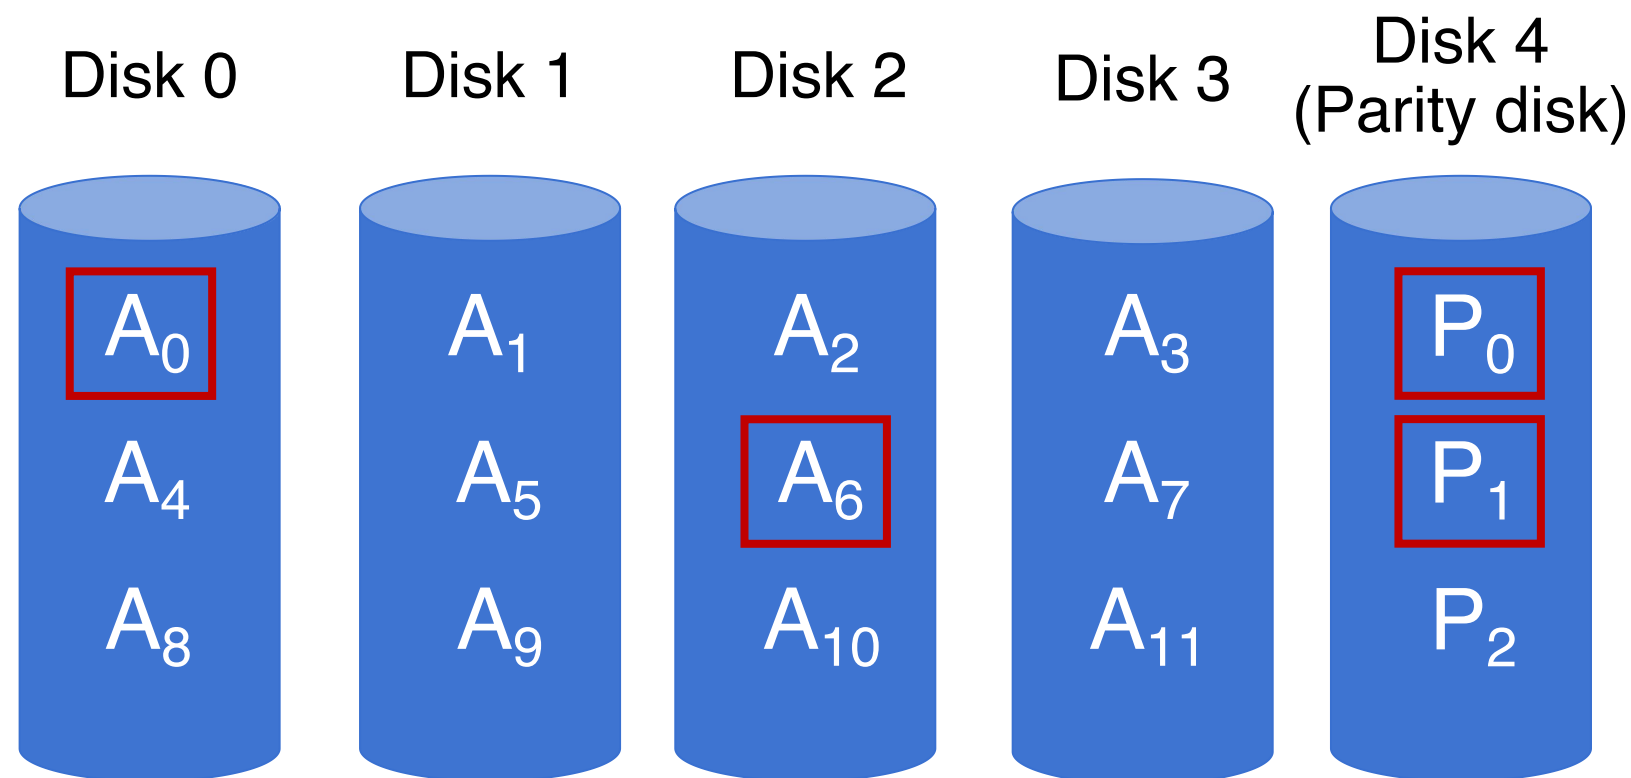 Disk 0 Disk 1 Disk 2 Disk 3 Disk 4
(Parity disk)
A0 A1 A2 A3 P0
A4 A5 A6 A7 P1
A8 A9 A10 A11 P2